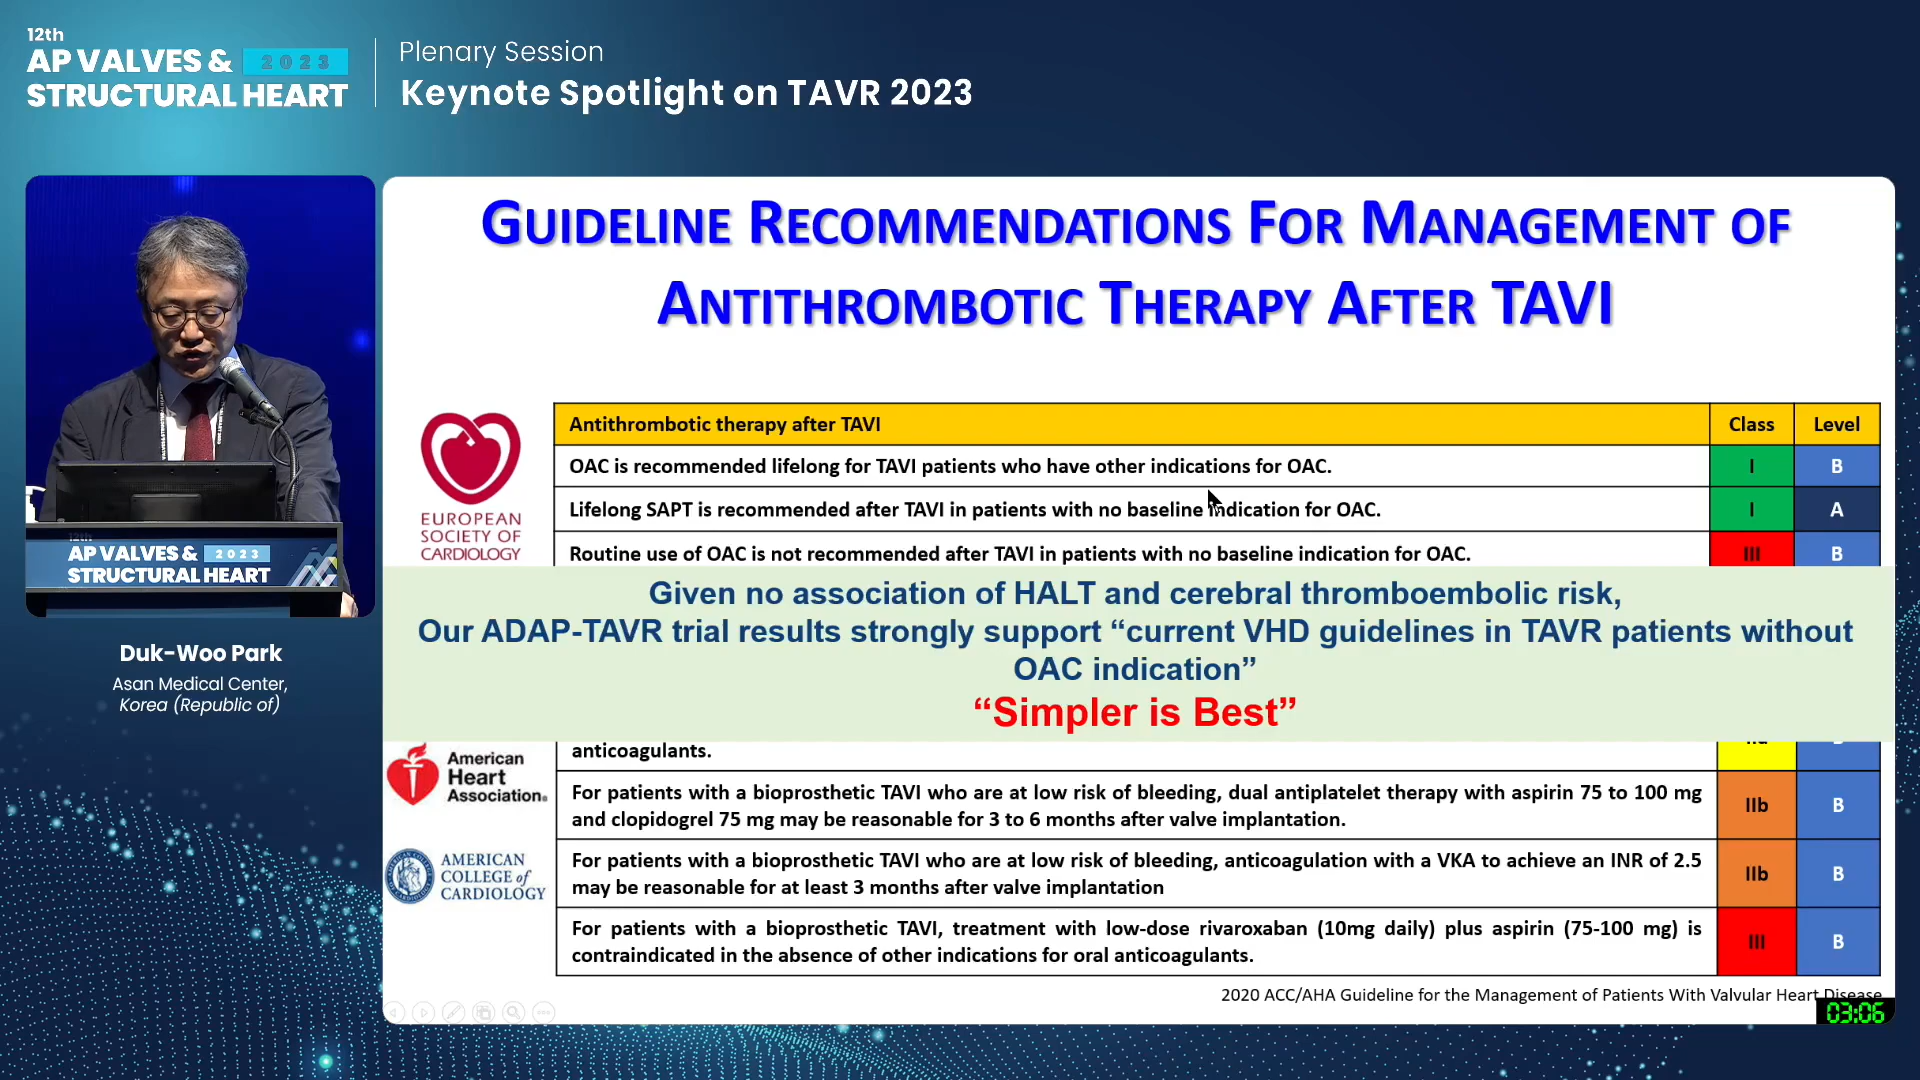 12th
AP VALVES & 2023
STRUCTURAL HEART
Plenary Session
Keynote Spotlight on TAVR 2023
GUIDELINE RECOMMENDATIONS FOR MANAGEMENT OF
ANTITHROMBOTIC THERAPY AFTER TAVI
EUROPEAN
SOCIETY OF
CARDIOLOGY
Antithrombotic therapy after TAVI Class Level
OAC is recommended lifelong for TAVI patients who have other indications for OAC. I B
Lifelong SAPT is recommended after TAVI in patients with no baseline indication for OAC. I A
Routine use of OAC is not recommended after TAVI in patients with no baseline indication for OAC. III B
Given no association of HALT and cerebral thromboembolic risk,
Our ADAP-TAVR trial results strongly support “current VHD guidelines in TAVR patients without
OAC indication”
“Simpler is Best”
American
Heart
Association®
anticoagulants.
For patients with a bioprosthetic TAVI who are at low risk of bleeding, dual antiplatelet therapy with aspirin 75 to 100 mg
and clopidogrel 75 mg may be reasonable for 3 to 6 months after valve implantation. IIb B
AMERICAN
COLLEGE of
CARDIOLOGY
For patients with a bioprosthetic TAVI who are at low risk of bleeding, anticoagulation with a VKA to achieve an INR of 2.5
may be reasonable for at least 3 months after valve implantation IIb B
For patients with a bioprosthetic TAVI, treatment with low-dose rivaroxaban (10mg daily) plus aspirin (75-100 mg) is
contraindicated in the absence of other indications for oral anticoagulants. III B
2020 ACC/AHA Guideline for the Management of Patients With Valvular Heart Disease
03:06
12th
AP VALVES & 2023
STRUCTURAL HEART
Duk-Woo Park
Asan Medical Center,
Korea (Republic of)